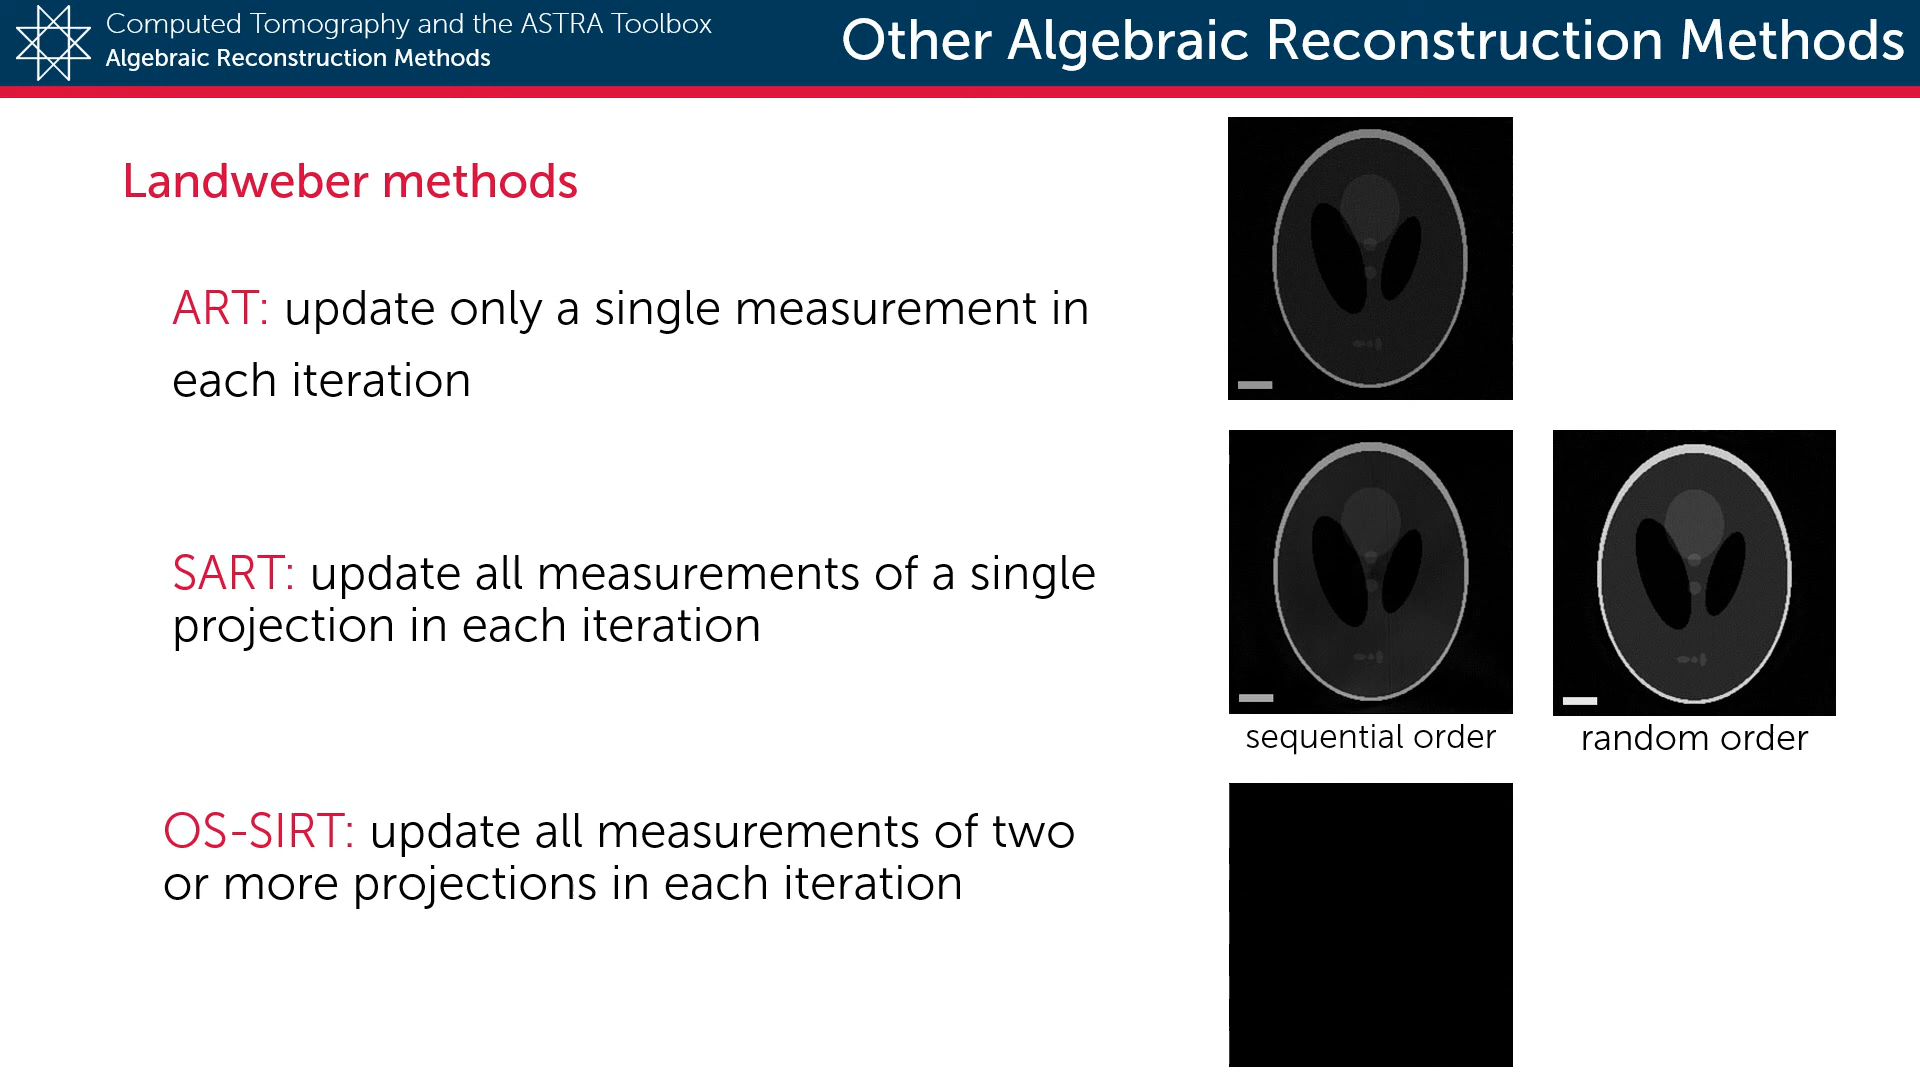 Computed Tomography and the ASTRA Toolbox
Algebraic Reconstruction Methods
Other Algebraic Reconstruction Methods
Landweber methods
ART: update only a single measurement in
each iteration
SART: update all measurements of a single
projection in each iteration
sequential order
random order
OS-SIRT: update all measurements of two
or more projections in each iteration